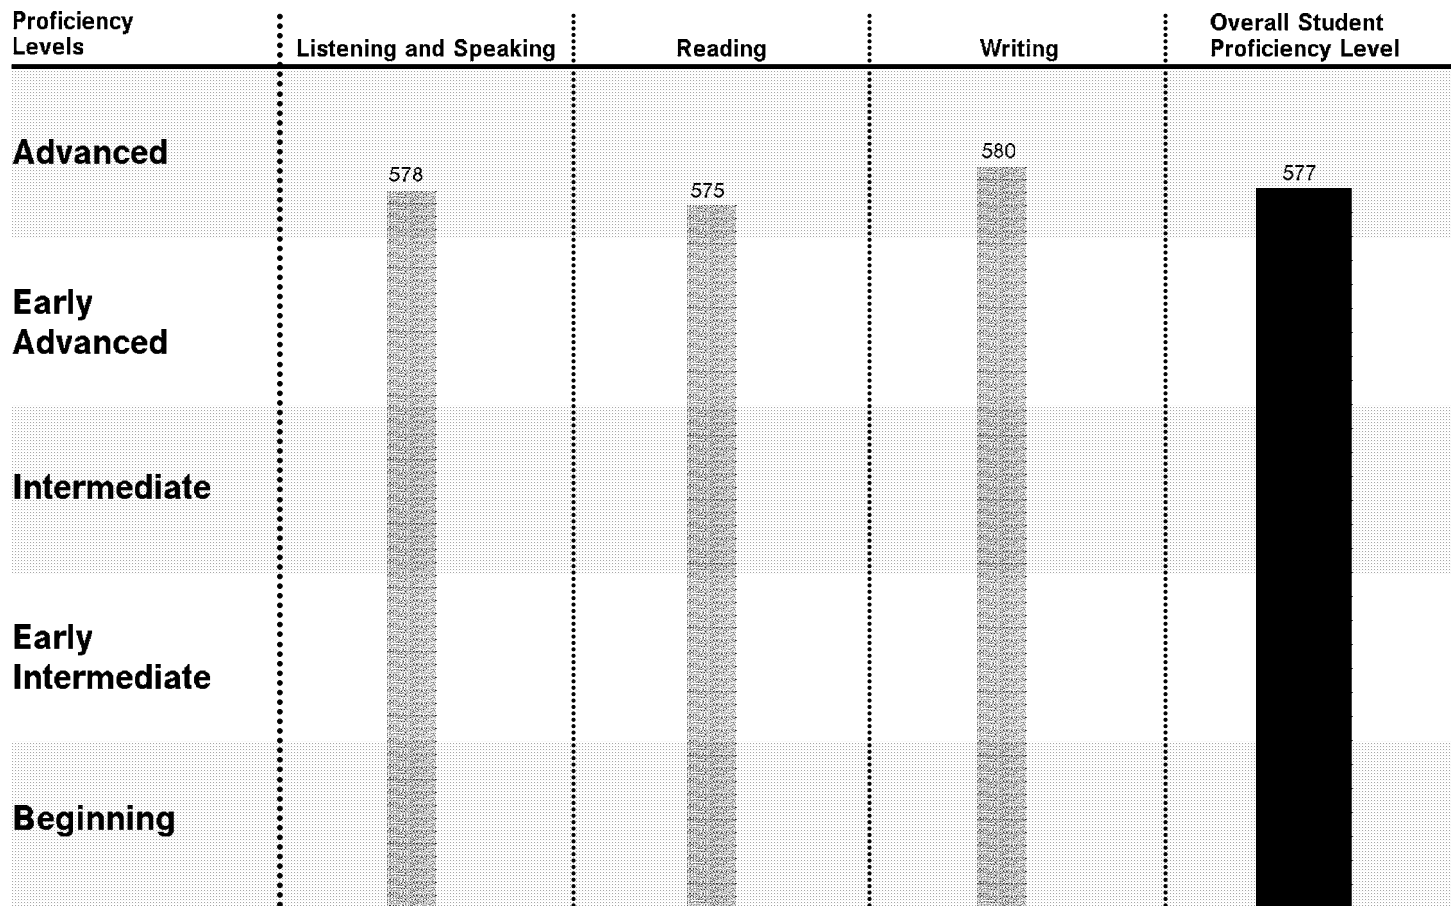 Proficiency
Levels
Listening and Speaking
Reading
Writing
Overall Student
Proficiency Level
Advanced
578
575
580
577
Early
Advanced
Intermediate
Early
Intermediate
Beginning